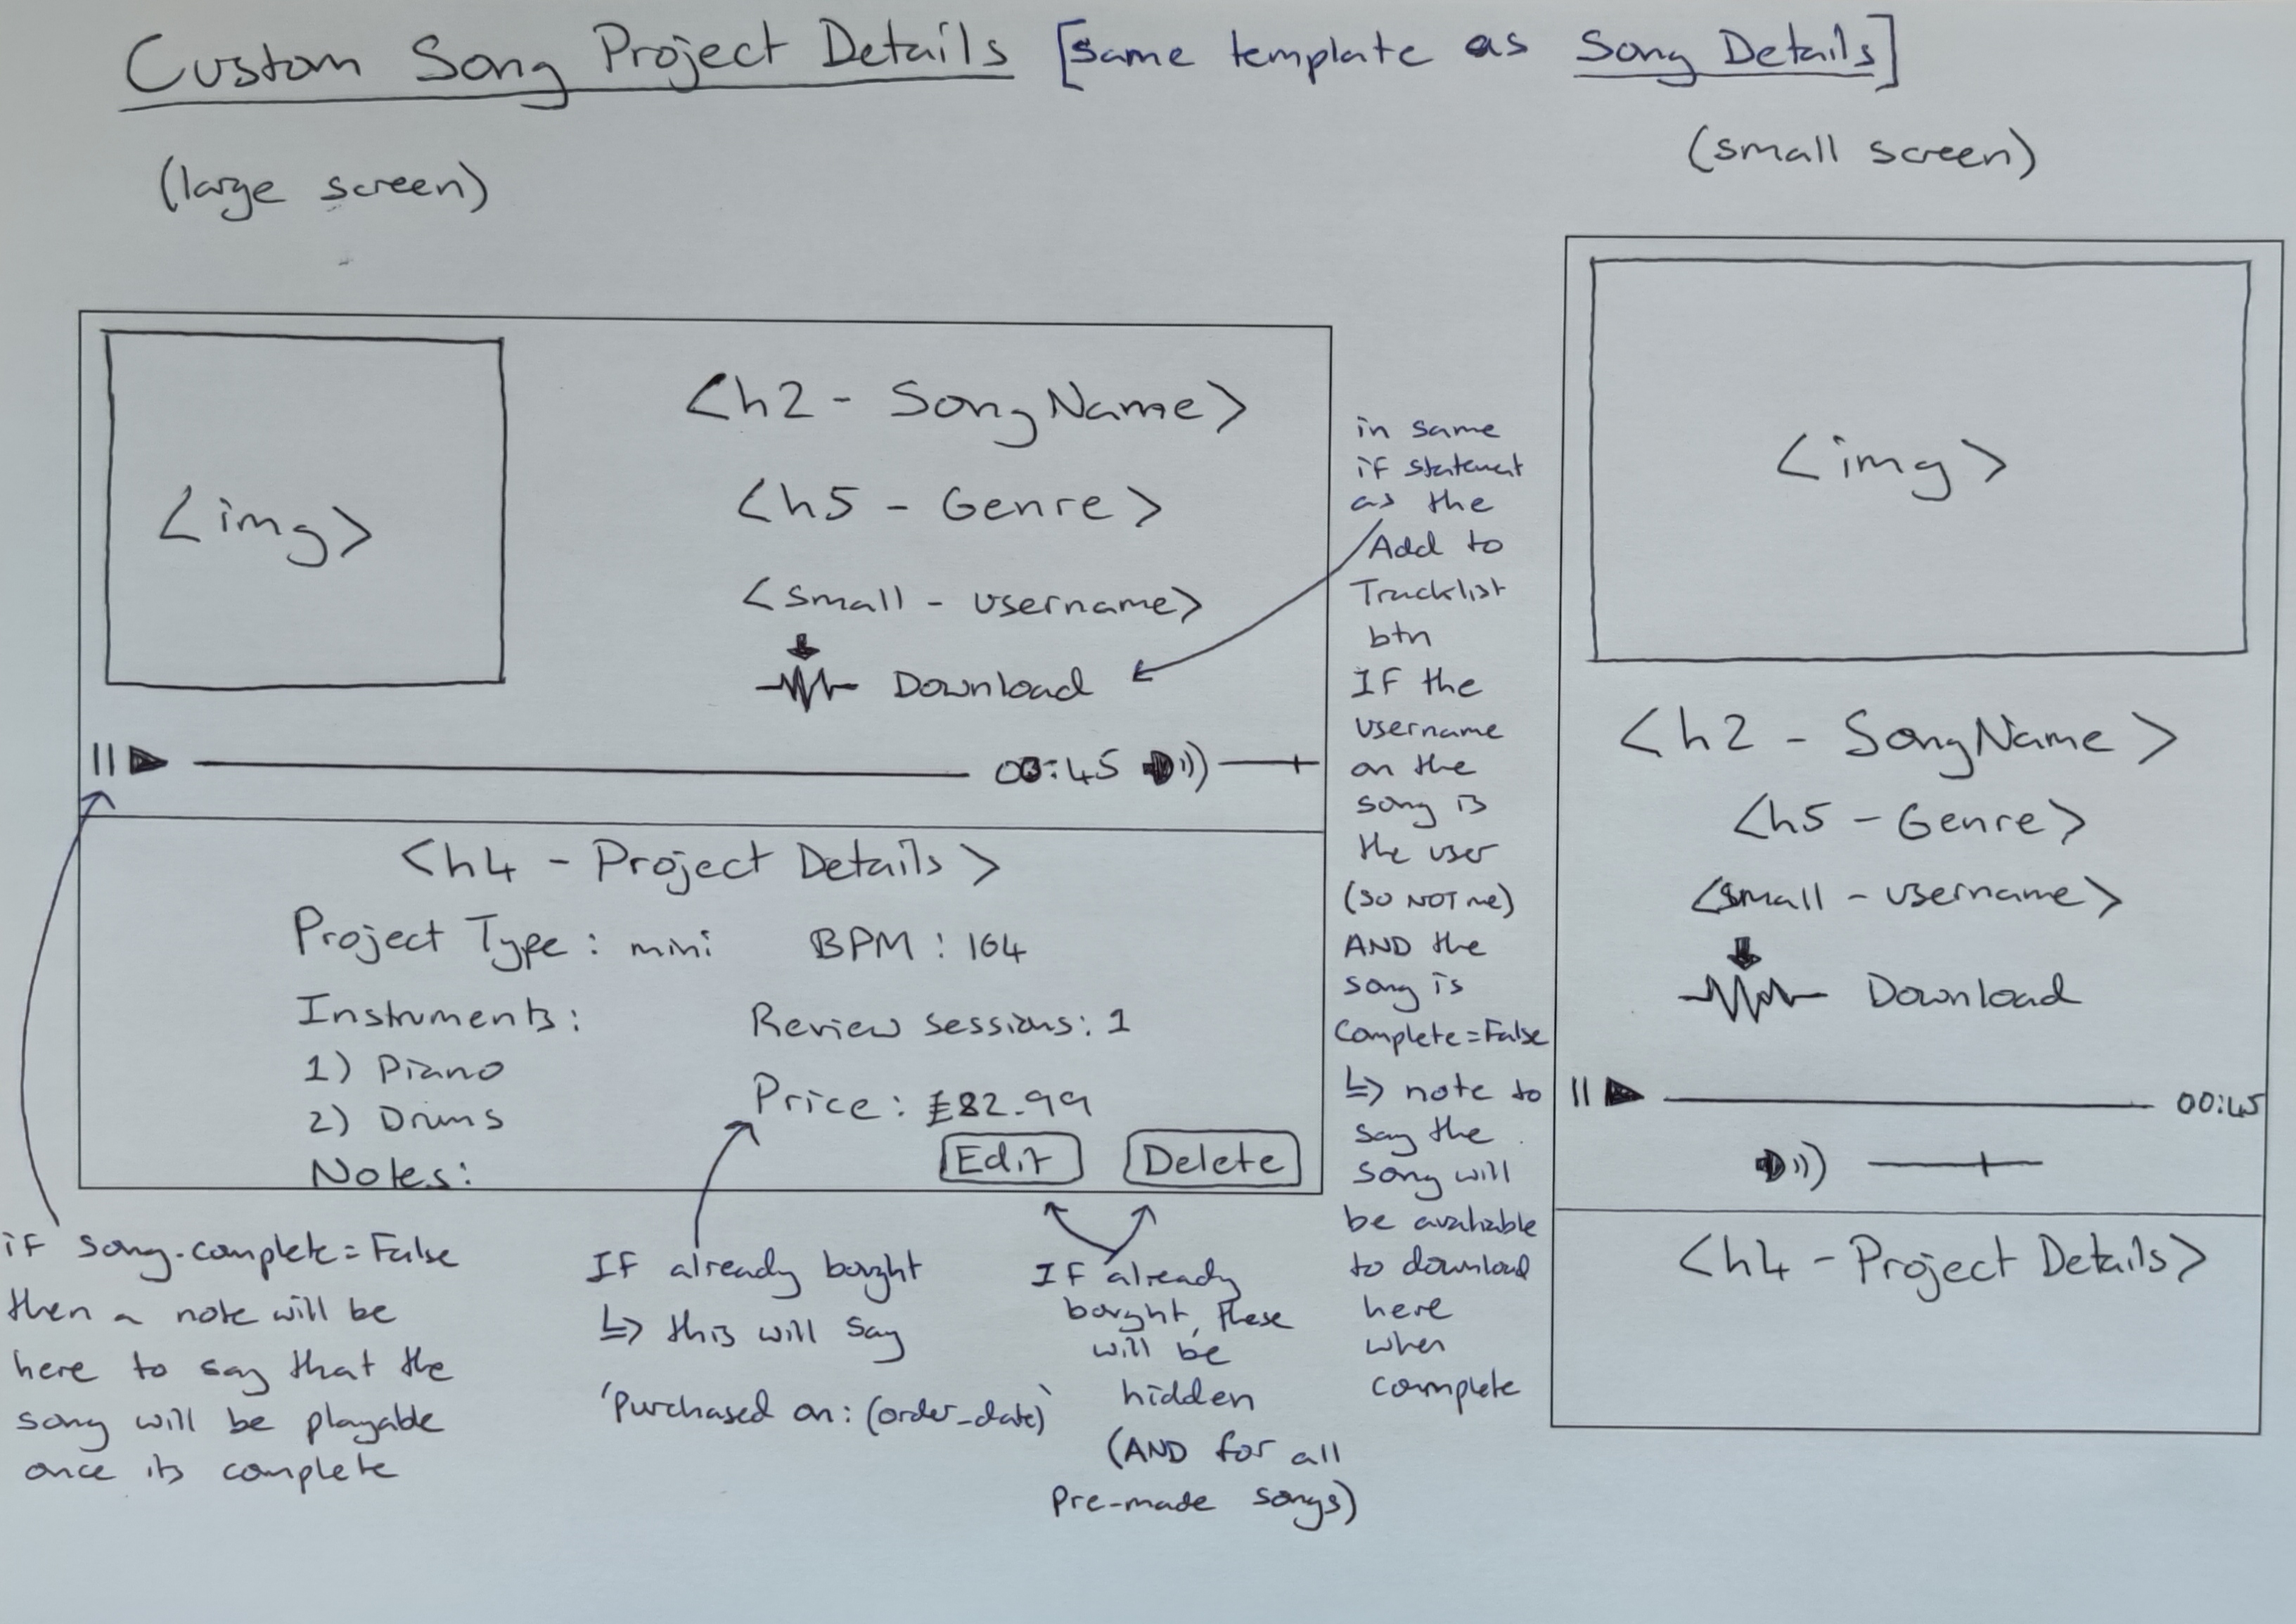 Custom Song Project Details [same template as Song Details]
(large screen)
(small screen)
<img>
<h2 - SongName>
<h5 - Genre>
<small - username>
Download
00:45
<h4 - Project Details>
Project Type: mini
BPM: 164
Instruments:
1) Piano
2) Drums
Notes:
Review sessions: 1
Price: £82.99
Edit
Delete
if song.complete=False
then a note will be
here to say that the
song will be playable
once its complete
IF already bought
↳ this will say
'Purchased on: (order_date)'
IF already
bought, these
will be
hidden
(AND for all
Pre-made songs)
in same
if statement
as the
Add to
Tracklist
btn
IF the
username
on the
song is
the user
(SO NOT me)
AND the
song is
Complete=False
↳ note to
say the
song will
be available
to download
here
when
complete
<img>
<h2 - SongName>
<h5 - Genre>
<small - username>
Download
00:45
<h4 - Project Details>